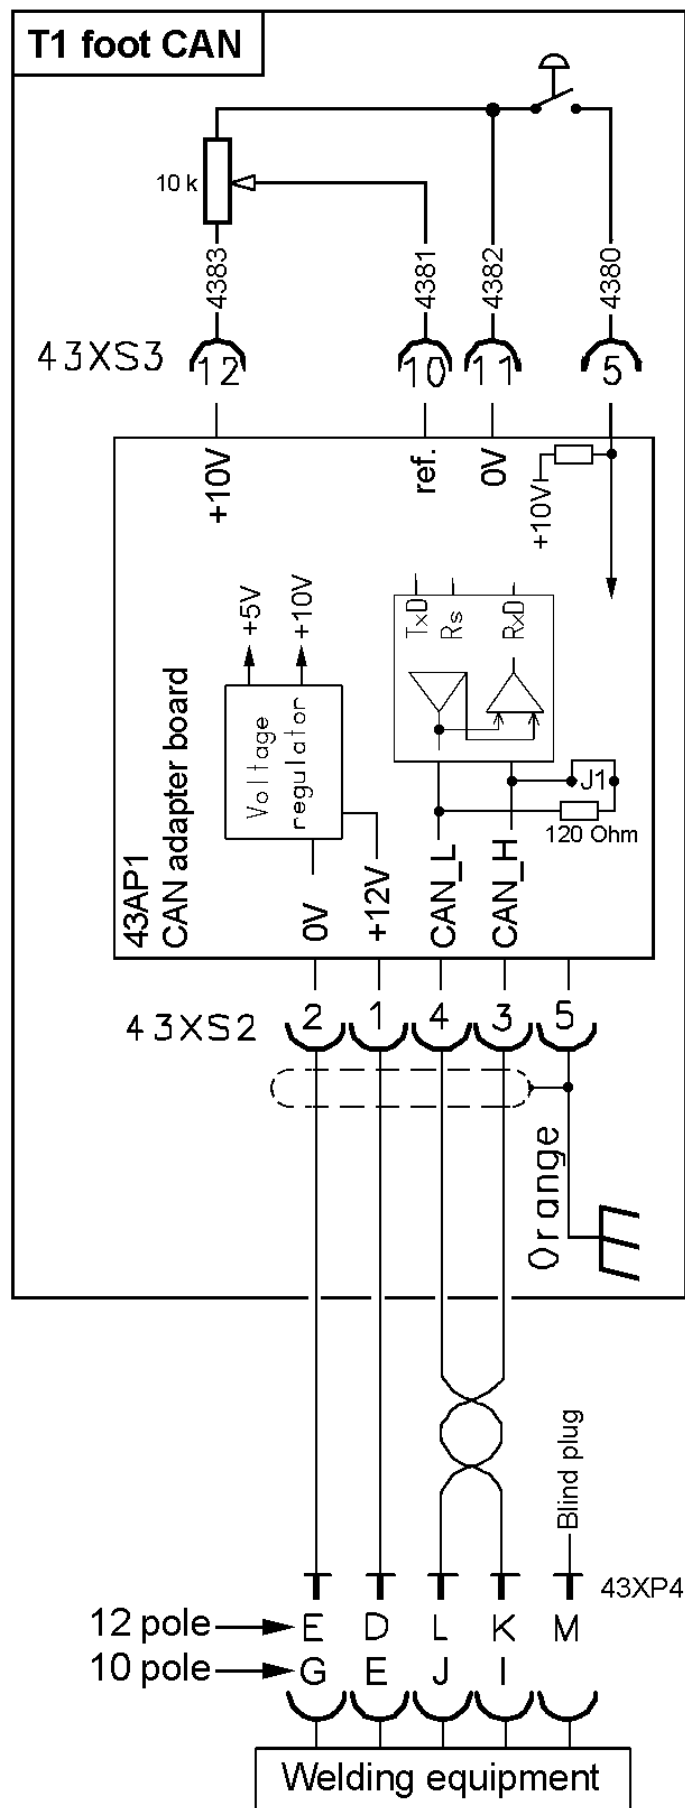 T1 foot CAN
10 k
4383
4381
4382
4380
43XS3
12
10
11
5
+10V
ref.
0V
+10V
+5V
+10V
TxD
Rs
RxD
Voltage
regulator
J1
120 Ohm
43AP1
CAN adapter board
0V
+12V
CAN_L
CAN_H
43XS2
2
1
4
3
5
Orange
Blind plug
43XP4
12 pole E D L K M
10 pole G E J I
Welding equipment